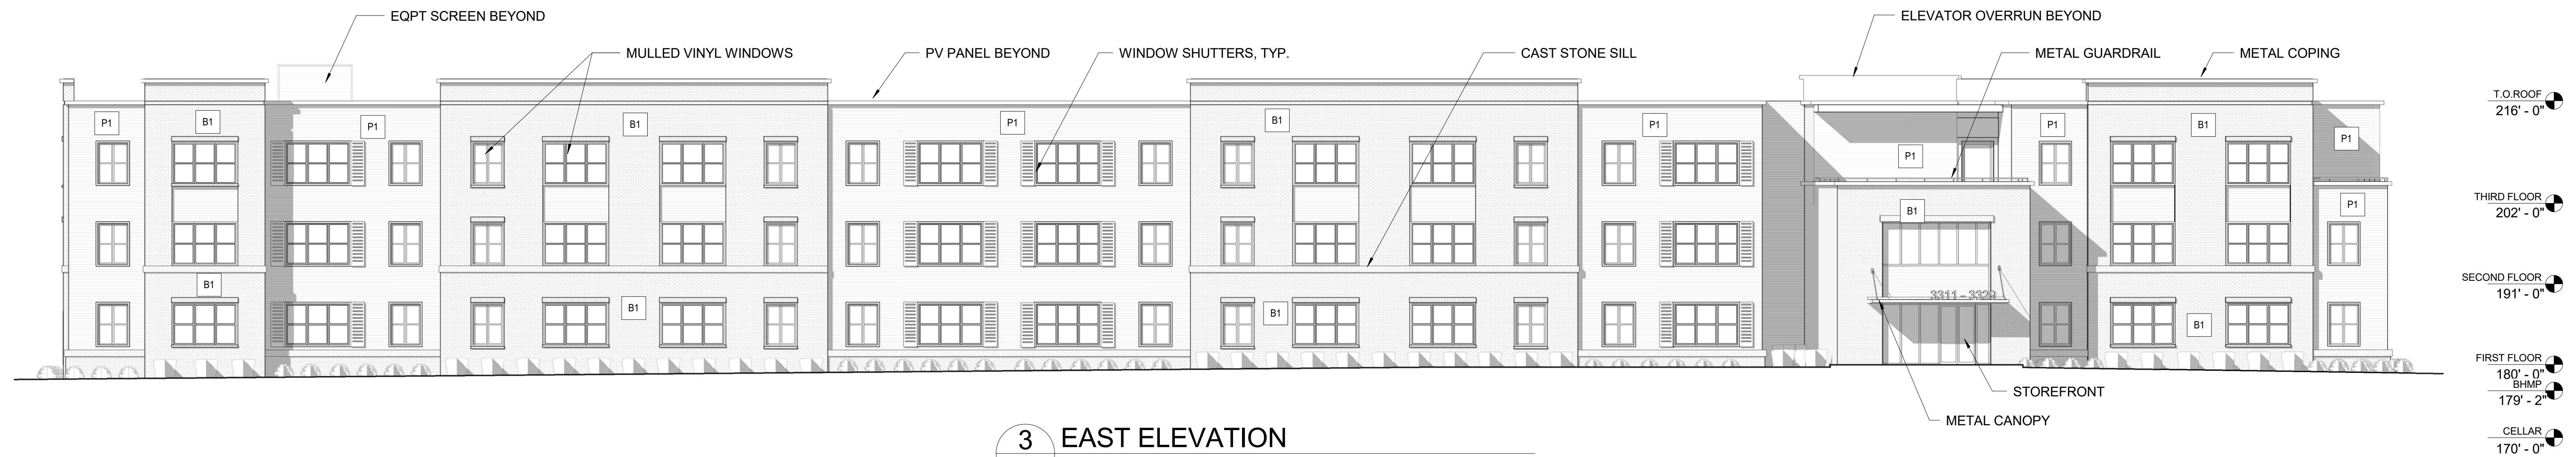 EQPT SCREEN BEYOND
ELEVATOR OVERRUN BEYOND
MULLED VINYL WINDOWS
PV PANEL BEYOND
WINDOW SHUTTERS, TYP.
CAST STONE SILL
METAL GUARDRAIL
METAL COPING
T.O.ROOF
216' - 0"
P1
B1
P1
B1
P1
B1
P1
P1
P1
B1
P1
THIRD FLOOR
202' - 0"
B1
P1
SECOND FLOOR
191' - 0"
B1
B1
B1
3311 - 3329
B1
FIRST FLOOR
180' - 0"
BHMP
179' - 2"
STOREFRONT
METAL CANOPY
3 EAST ELEVATION
CELLAR
170' - 0"